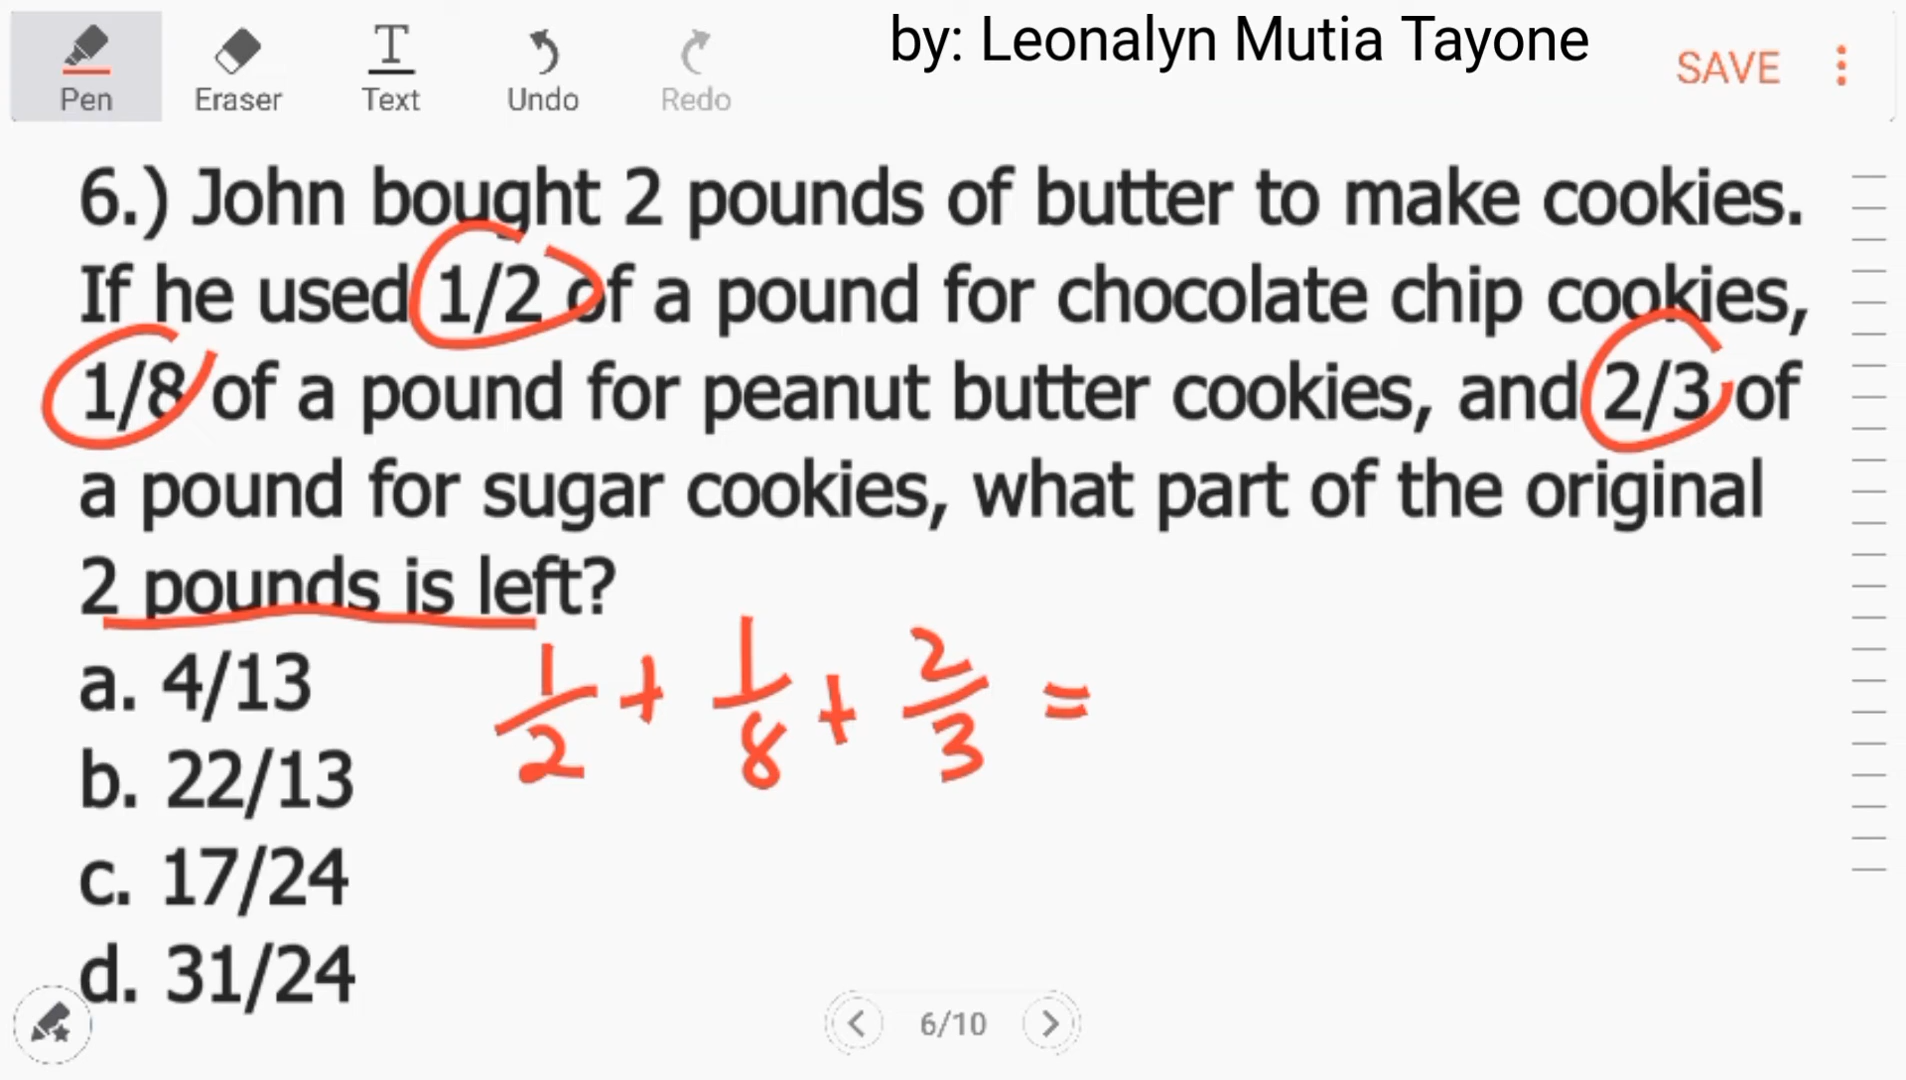 by: Leonalyn Mutia Tayone
Pen Eraser Text Undo Redo SAVE
6.) John bought 2 pounds of butter to make cookies.
If he used 1/2 of a pound for chocolate chip cookies,
1/8 of a pound for peanut butter cookies, and 2/3 of
a pound for sugar cookies, what part of the original
2 pounds is left?
a. 4/13
b. 22/13
c. 17/24
d. 31/24
1/2 + 1/8 + 2/3 =
6/10